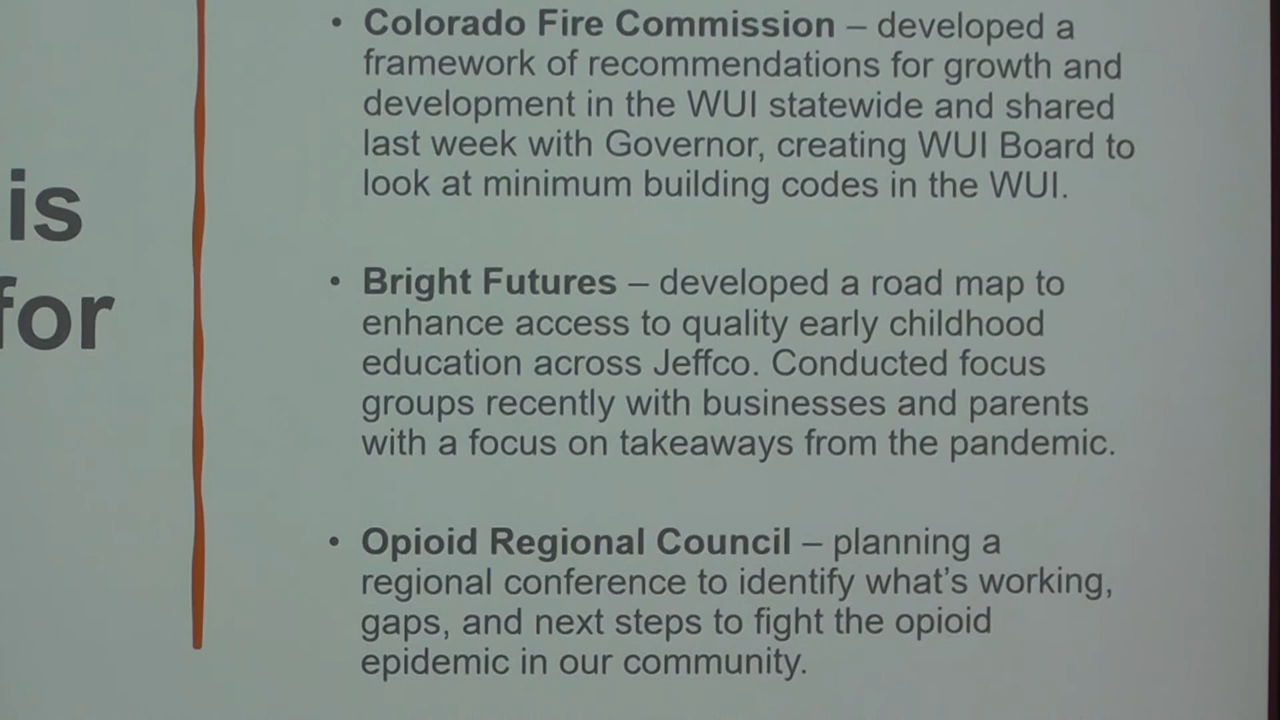 is
for
• Colorado Fire Commission – developed a
framework of recommendations for growth and
development in the WUI statewide and shared
last week with Governor, creating WUI Board to
look at minimum building codes in the WUI.
• Bright Futures – developed a road map to
enhance access to quality early childhood
education across Jeffco. Conducted focus
groups recently with businesses and parents
with a focus on takeaways from the pandemic.
• Opioid Regional Council – planning a
regional conference to identify what's working,
gaps, and next steps to fight the opioid
epidemic in our community.